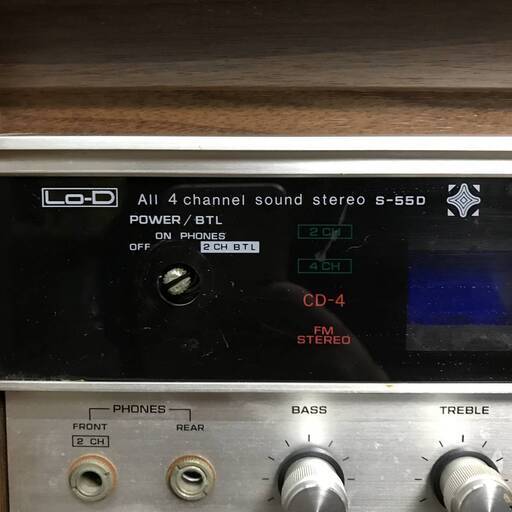 Lo-D All 4 channel sound stereo S-55D
POWER/BTL
ON PHONES
OFF 2 CH BTL
2 CH
4 CH
CD-4
FM
STEREO
PHONES
FRONT REAR
2 CH
BASS TREBLE